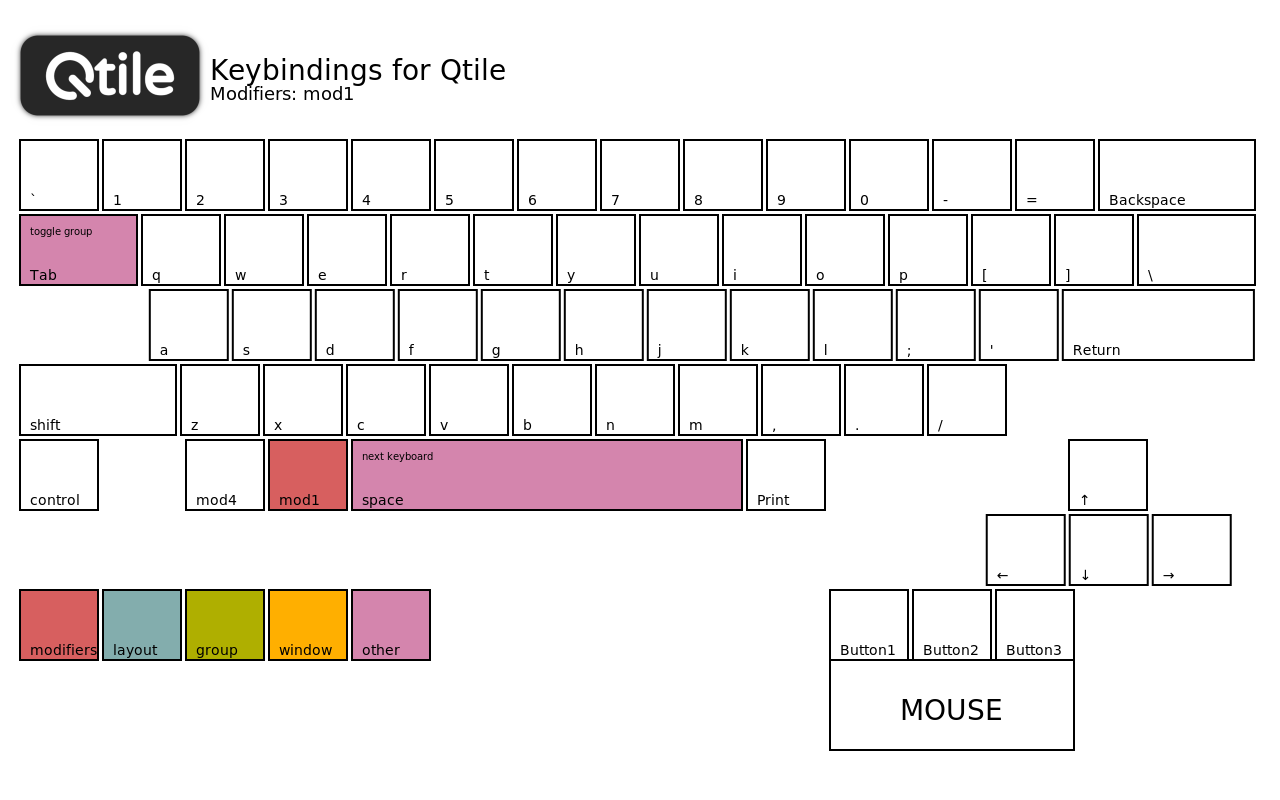 Qtile
Keybindings for Qtile
Modifiers: mod1
` 1 2 3 4 5 6 7 8 9 0 - = Backspace
toggle group
Tab q w e r t y u i o p [ ] \
a s d f g h j k l ; ' Return
shift z x c v b n m , . /
next keyboard
control mod4 mod1 space Print ↑
← ↓ →
modifiers layout group window other Button1 Button2 Button3
MOUSE